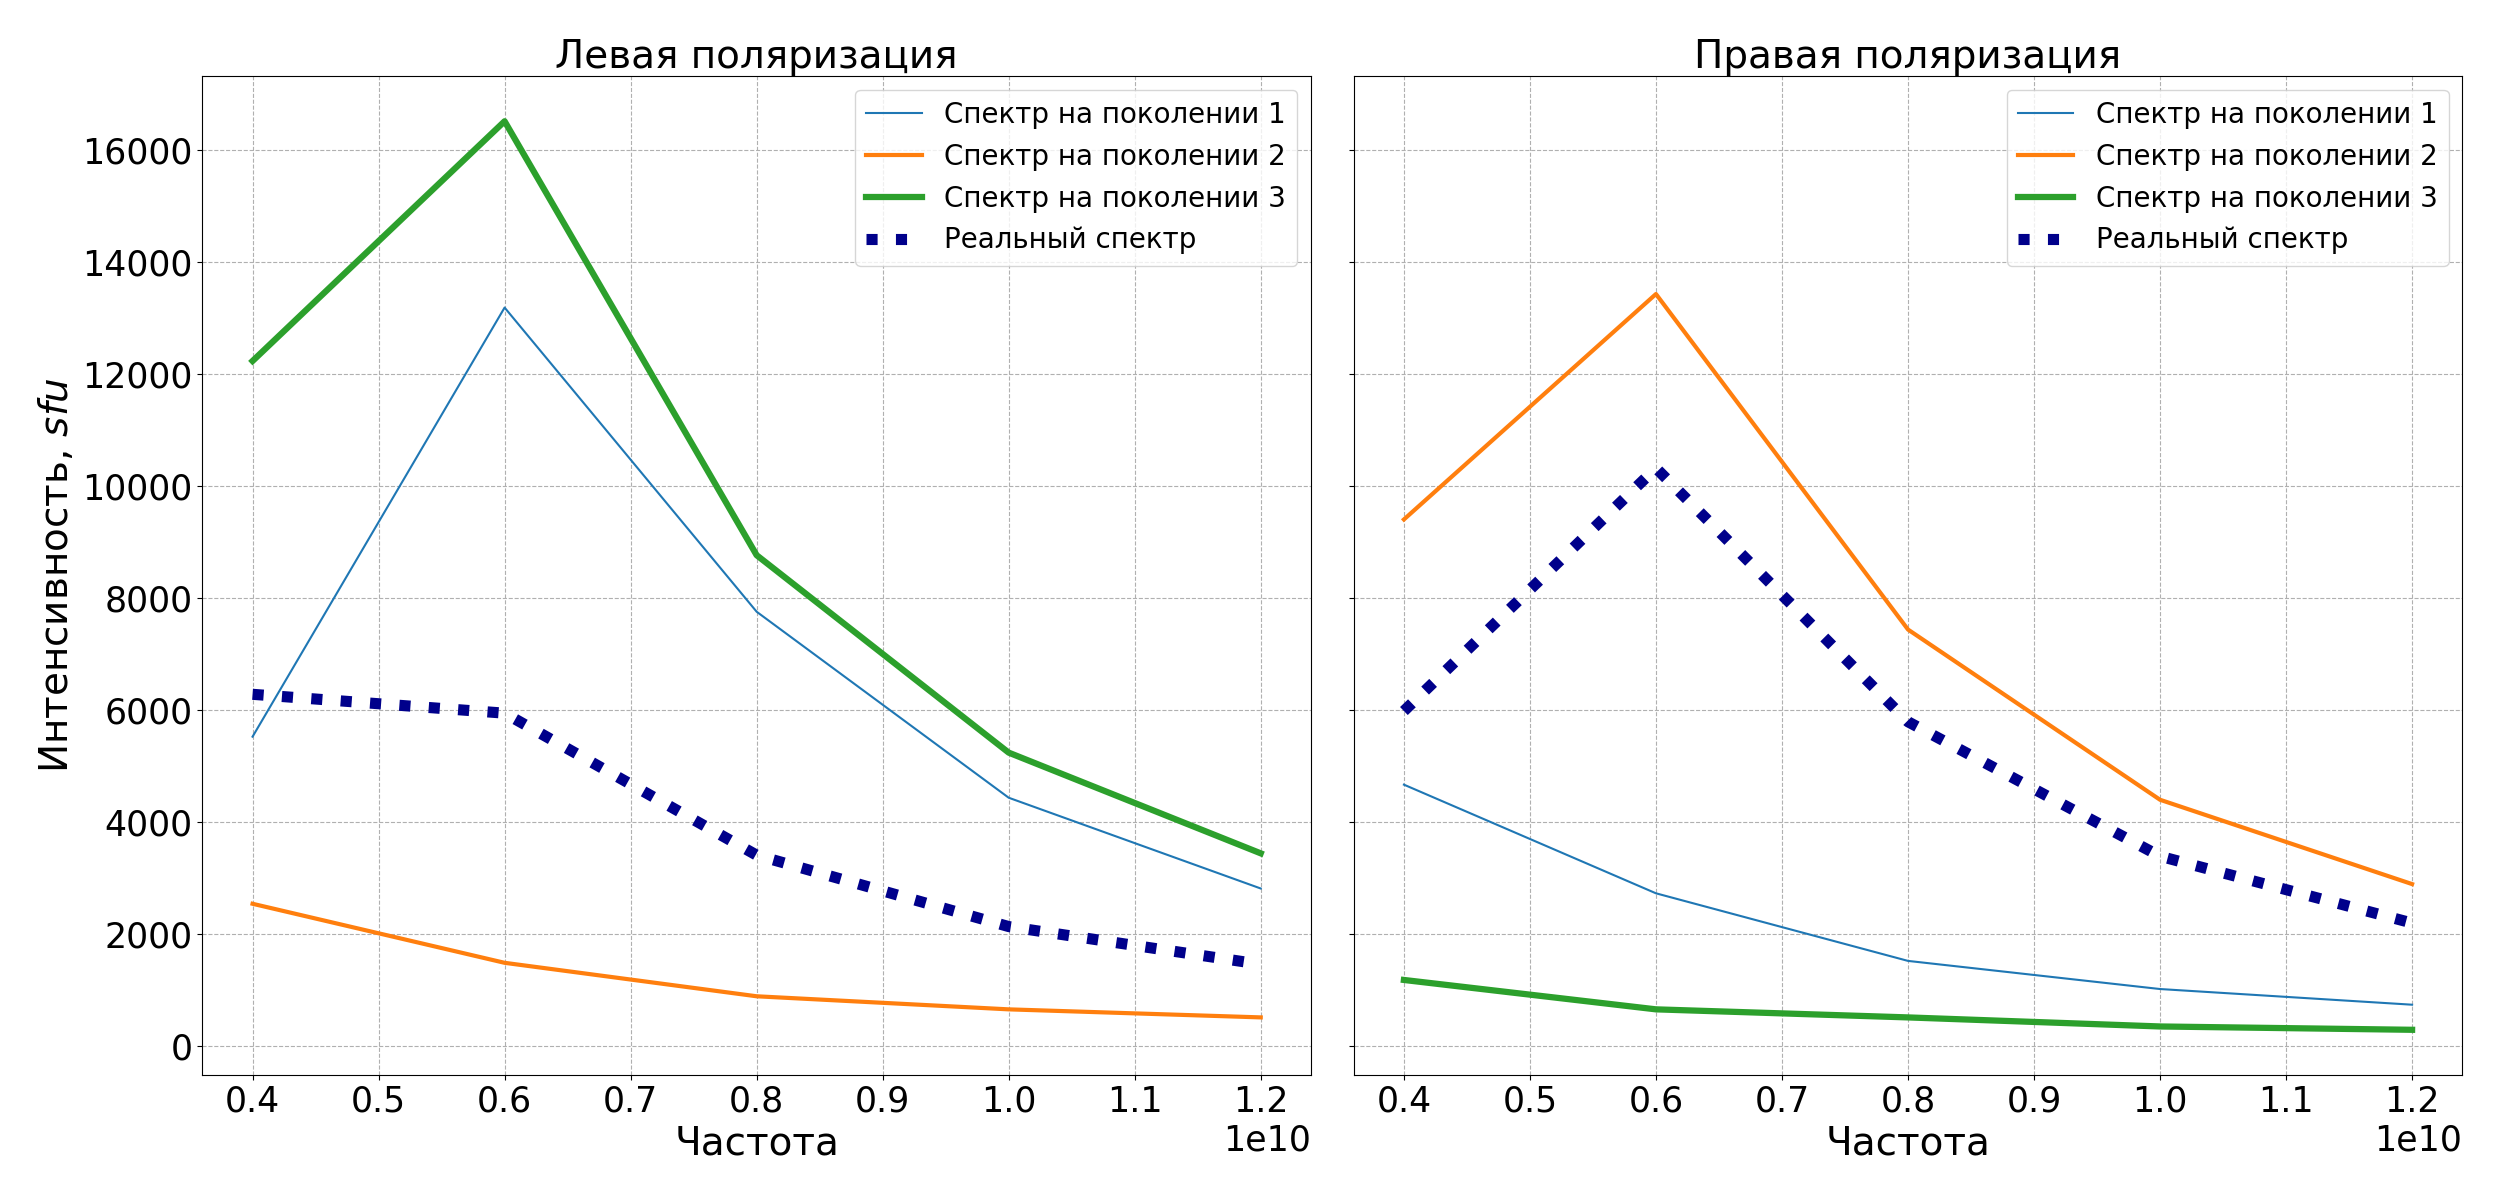 Левая поляризация
Интенсивность, sfu
16000
14000
12000
10000
8000
6000
4000
2000
0
Спектр на поколении 1
Спектр на поколении 2
Спектр на поколении 3
Реальный спектр
0.4 0.5 0.6 0.7 0.8 0.9 1.0 1.1 1.2
1e10
Частота
Правая поляризация
Спектр на поколении 1
Спектр на поколении 2
Спектр на поколении 3
Реальный спектр
0.4 0.5 0.6 0.7 0.8 0.9 1.0 1.1 1.2
1e10
Частота